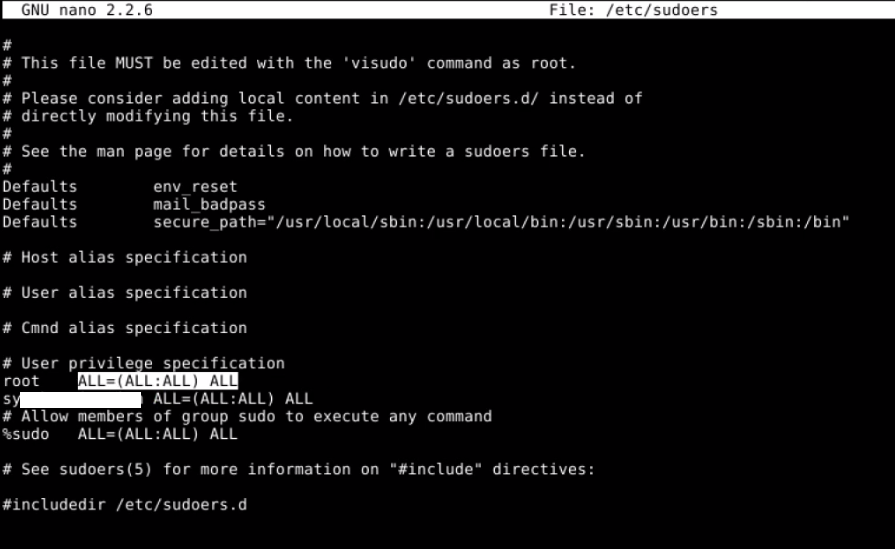 GNU nano 2.2.6 File: /etc/sudoers
#
# This file MUST be edited with the 'visudo' command as root.
#
# Please consider adding local content in /etc/sudoers.d/ instead of
# directly modifying this file.
#
# See the man page for details on how to write a sudoers file.
#
Defaults env_reset
Defaults mail_badpass
Defaults secure_path="/usr/local/sbin:/usr/local/bin:/usr/sbin:/usr/bin:/sbin:/bin"
# Host alias specification
# User alias specification
# Cmnd alias specification
# User privilege specification
root ALL=(ALL:ALL) ALL
sy ALL=(ALL:ALL) ALL
# Allow members of group sudo to execute any command
%sudo ALL=(ALL:ALL) ALL
# See sudoers(5) for more information on "#include" directives:
#includedir /etc/sudoers.d